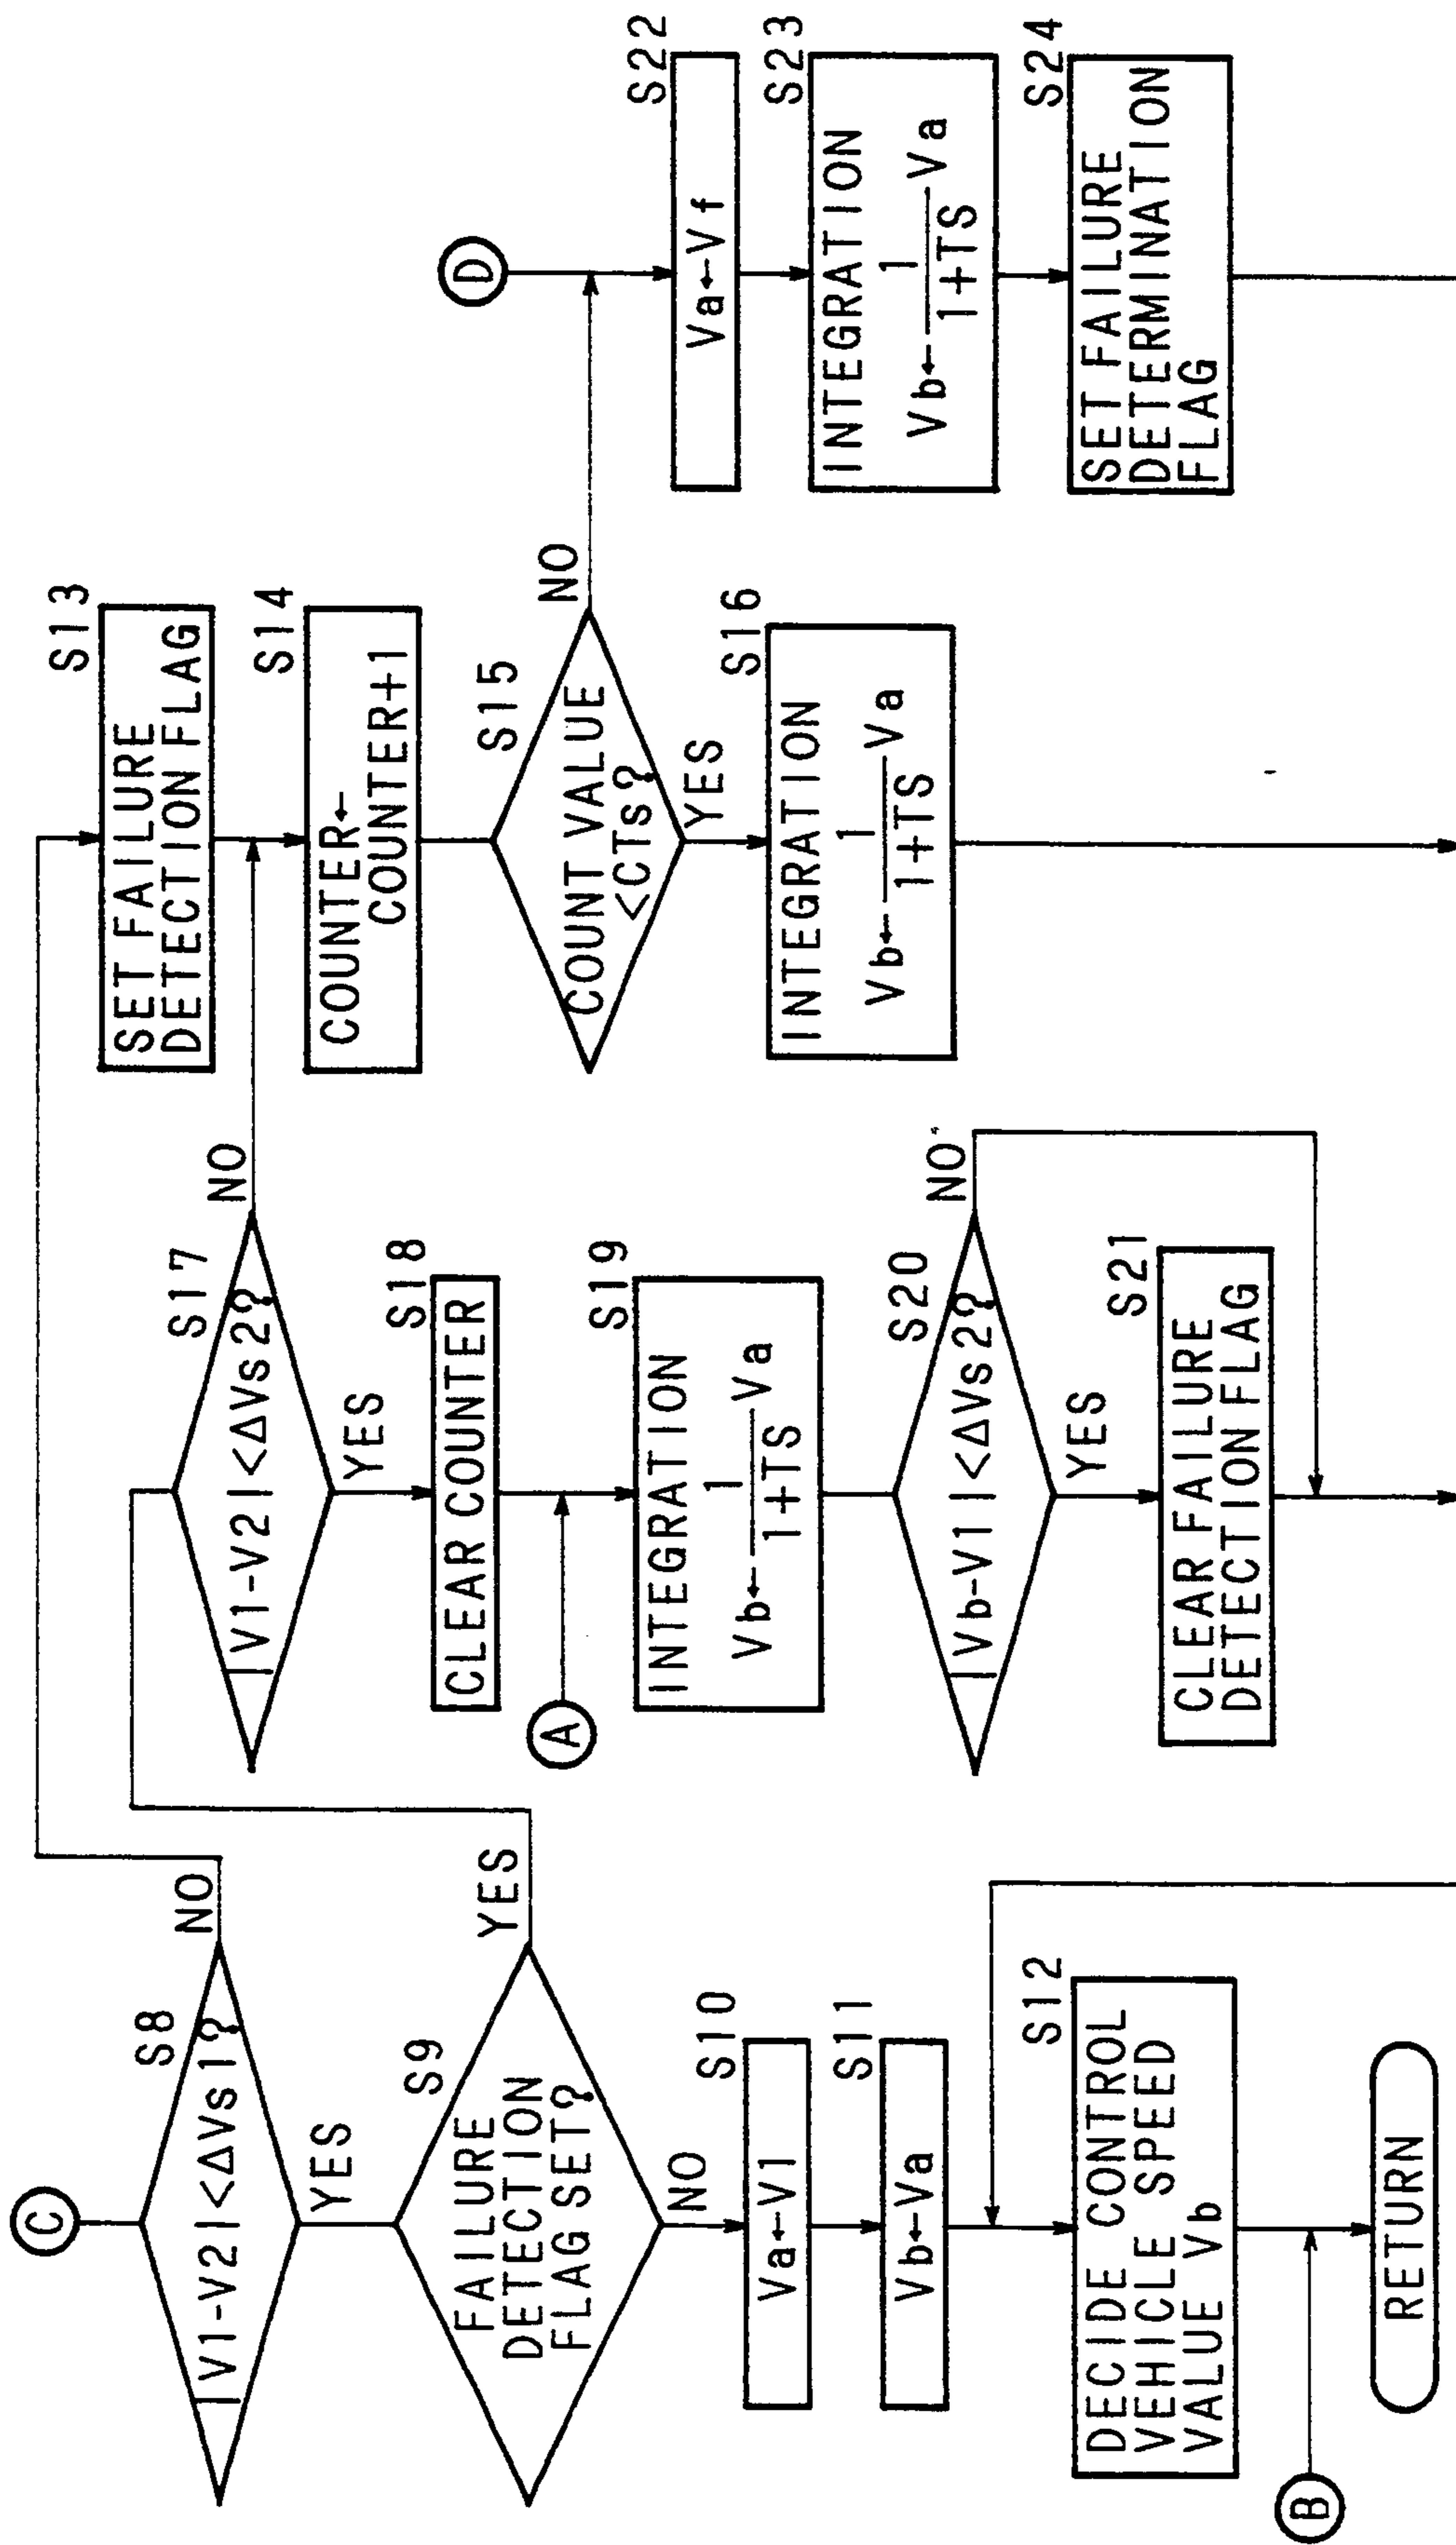 C
S8
|V1-V2|<ΔVs1?
NO
YES
S9
FAILURE
DETECTION
FLAG SET?
YES
NO
S10
Va←V1
S11
Vb←Va
S12
DECIDE CONTROL
VEHICLE SPEED
VALUE Vb
B
RETURN
S17
|V1-V2|<ΔVs2?
NO
YES
S18
CLEAR COUNTER
A
S19
INTEGRATION
Vb← 1/1+TS Va
S20
|Vb-V1|<ΔVs2?
NO
YES
S21
CLEAR FAILURE
DETECTION FLAG
S13
SET FAILURE
DETECTION FLAG
S14
COUNTER←
COUNTER+1
S15
COUNT VALUE
<CTs?
NO
YES
S16
INTEGRATION
Vb← 1/1+TS Va
D
S22
Va←Vf
S23
INTEGRATION
Vb← 1/1+TS Va
S24
SET FAILURE
DETERMINATION
FLAG